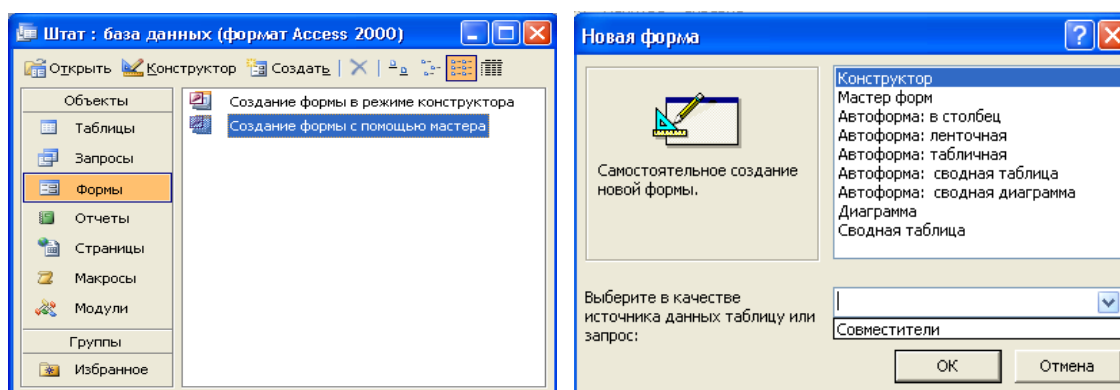 Штат : база данных (формат Access 2000)
Открыть Конструктор Создать
Объекты
Таблицы
Запросы
Формы
Отчеты
Страницы
Макросы
Модули
Группы
Избранное
Создание формы в режиме конструктора
Создание формы с помощью мастера
Новая форма
Самостоятельное создание
новой формы.
Конструктор
Мастер форм
Автоформа: в столбец
Автоформа: ленточная
Автоформа: табличная
Автоформа: сводная таблица
Автоформа: сводная диаграмма
Диаграмма
Сводная таблица
Выберите в качестве
источника данных таблицу или
запрос:
Совместители
ОК Отмена